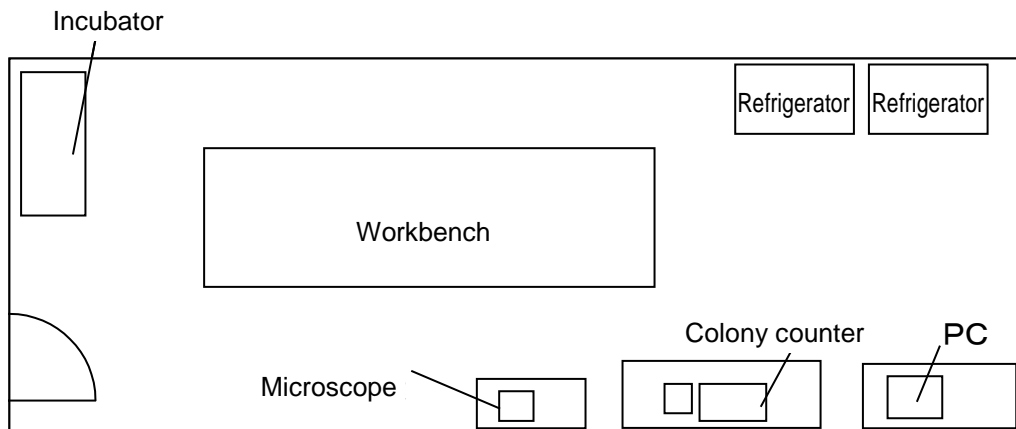 Incubator
Refrigerator
Refrigerator
Workbench
Colony counter
PC
Microscope